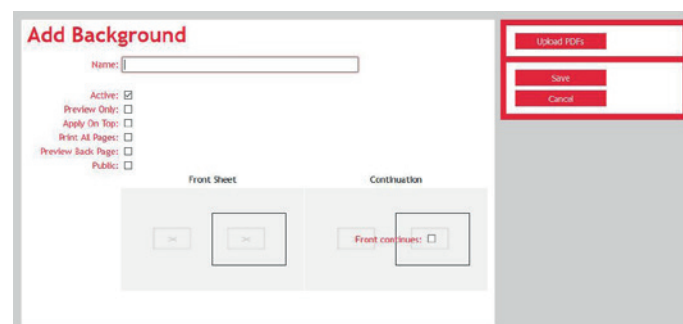 Add Background
Upload PDFs
Name:
Save
Cancel
Active:
Preview Only:
Apply On Top:
Print All Pages:
Preview Back Page:
Public:
Front Sheet Continuation
Front continues: